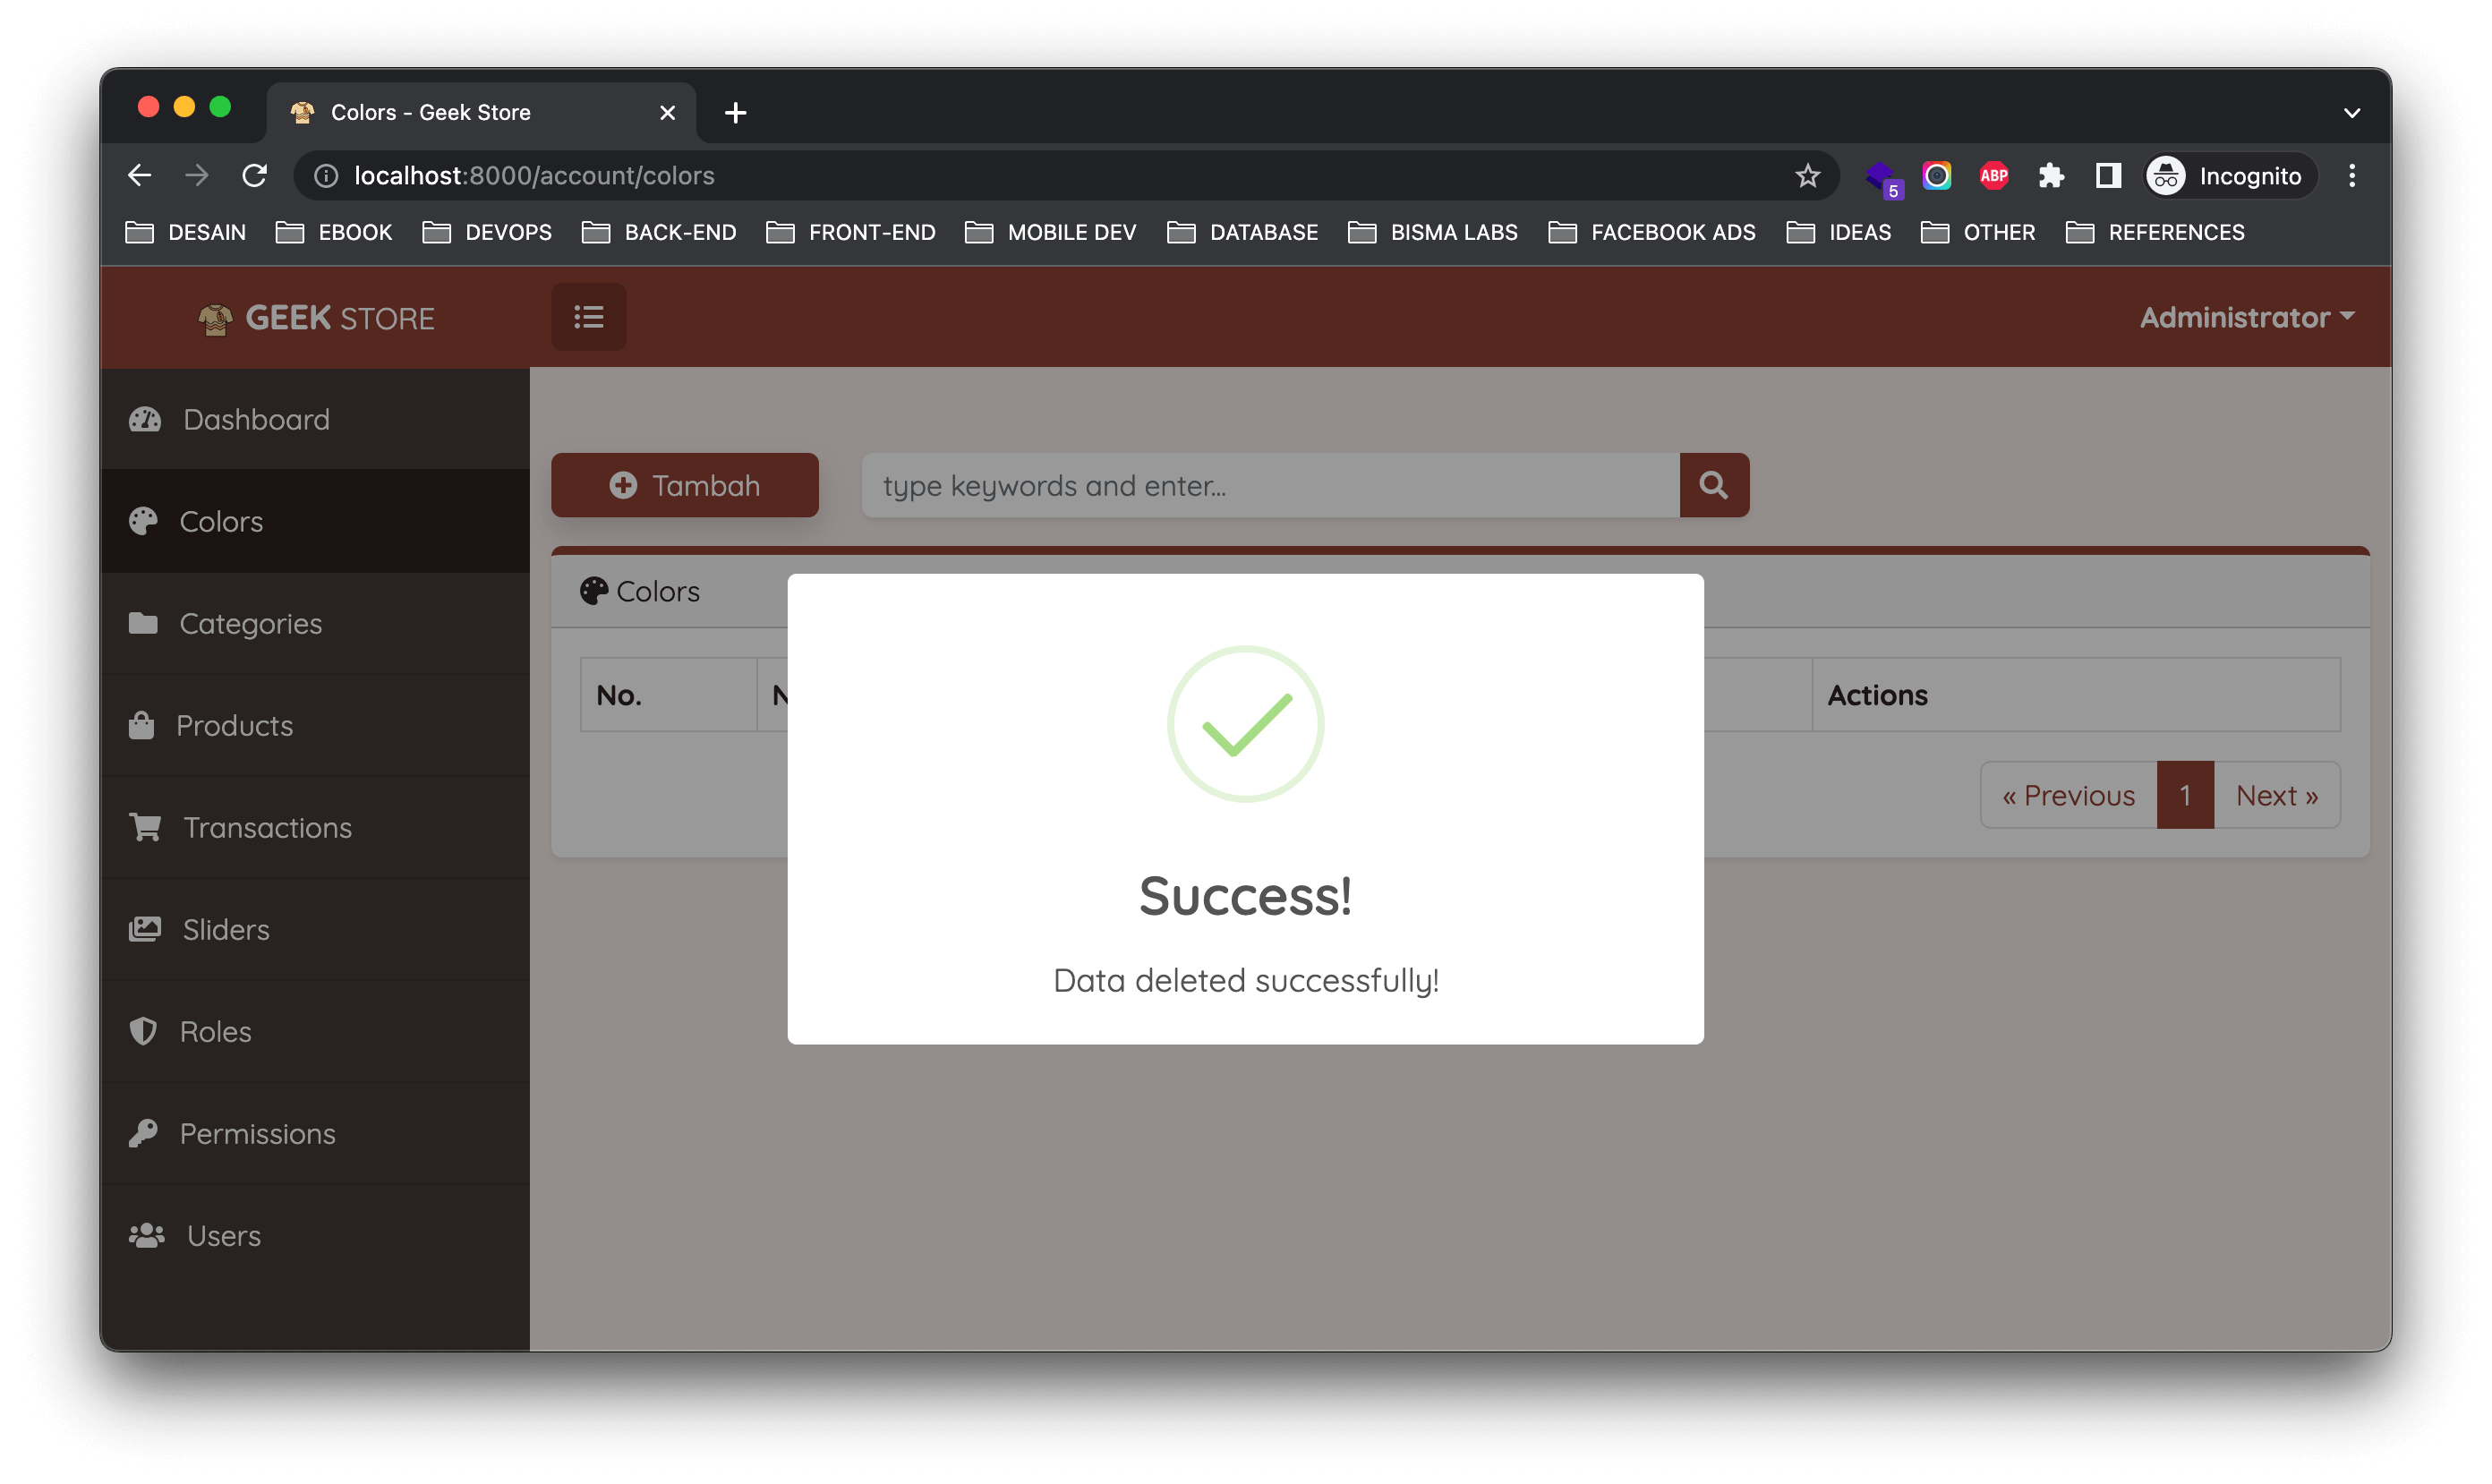 Colors - Geek Store
localhost:8000/account/colors
5
ABP
Incognito
DESAIN EBOOK DEVOPS BACK-END FRONT-END MOBILE DEV DATABASE BISMA LABS FACEBOOK ADS IDEAS OTHER REFERENCES
GEEK STORE
Administrator
Dashboard
Colors
Categories
Products
Transactions
Sliders
Roles
Permissions
Users
Tambah
type keywords and enter...
Colors
No.
Actions
« Previous 1 Next »
Success!
Data deleted successfully!